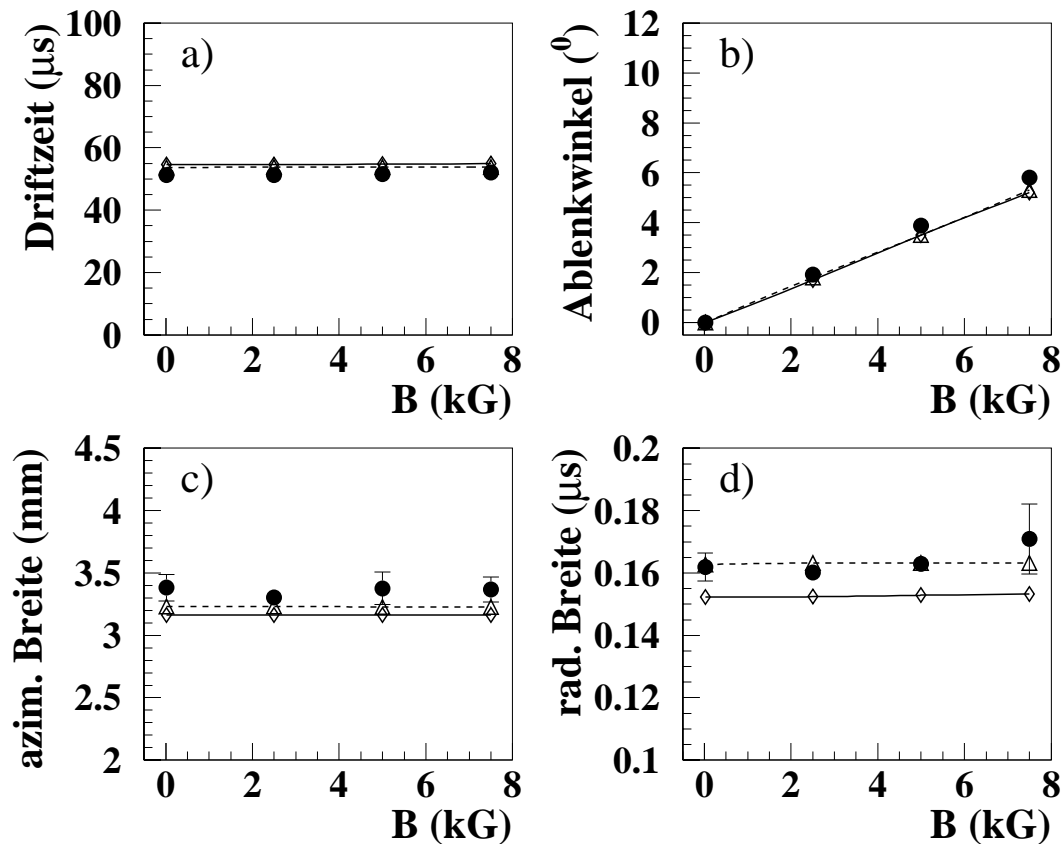 Driftzeit (μs)
a)
100
80
60
40
20
0
0 2 4 6 8
B (kG)
Ablenkwinkel (⁰)
b)
12
10
8
6
4
2
0
0 2 4 6 8
B (kG)
azim. Breite (mm)
c)
4.5
4
3.5
3
2.5
2
0 2 4 6 8
B (kG)
rad. Breite (μs)
d)
0.2
0.18
0.16
0.14
0.12
0.1
0 2 4 6 8
B (kG)